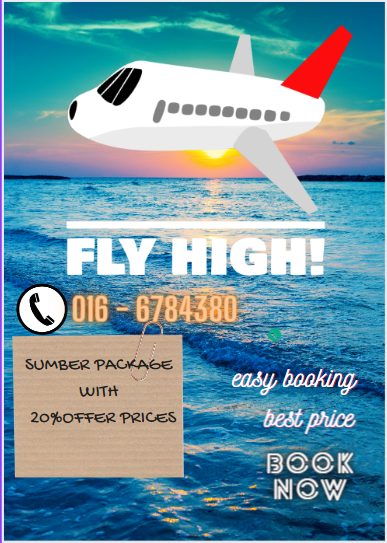 FLY HIGH!
016 - 6784380
SUMBER PACKAGE
WITH
20%OFFER PRICES
easy booking
best price
BOOK
NOW